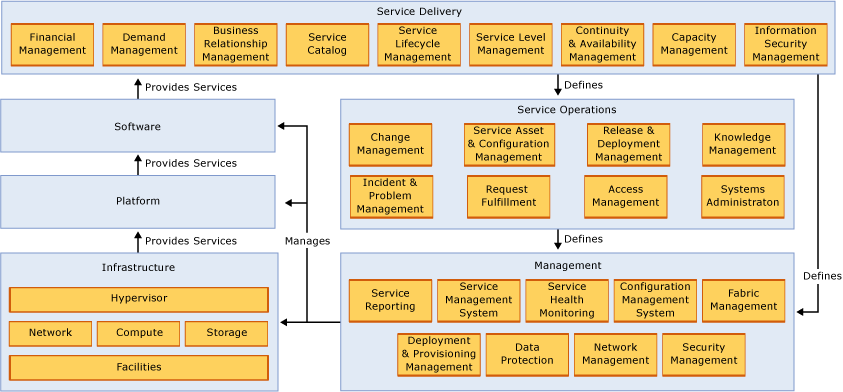 Service Delivery
Financial
Management
Demand
Management
Business
Relationship
Management
Service
Catalog
Service
Lifecycle
Management
Service Level
Management
Continuity
& Availability
Management
Capacity
Management
Information
Security
Management
Provides Services
Defines
Software
Service Operations
Change
Management
Service Asset
& Configuration
Management
Release &
Deployment
Management
Knowledge
Management
Provides Services
Platform
Incident &
Problem
Management
Request
Fulfillment
Access
Management
Systems
Administraton
Provides Services
Manages
Defines
Defines
Infrastructure
Hypervisor
Network
Compute
Storage
Facilities
Management
Service
Reporting
Service
Management
System
Service
Health
Monitoring
Configuration
Management
System
Fabric
Management
Deployment
& Provisioning
Management
Data
Protection
Network
Management
Security
Management